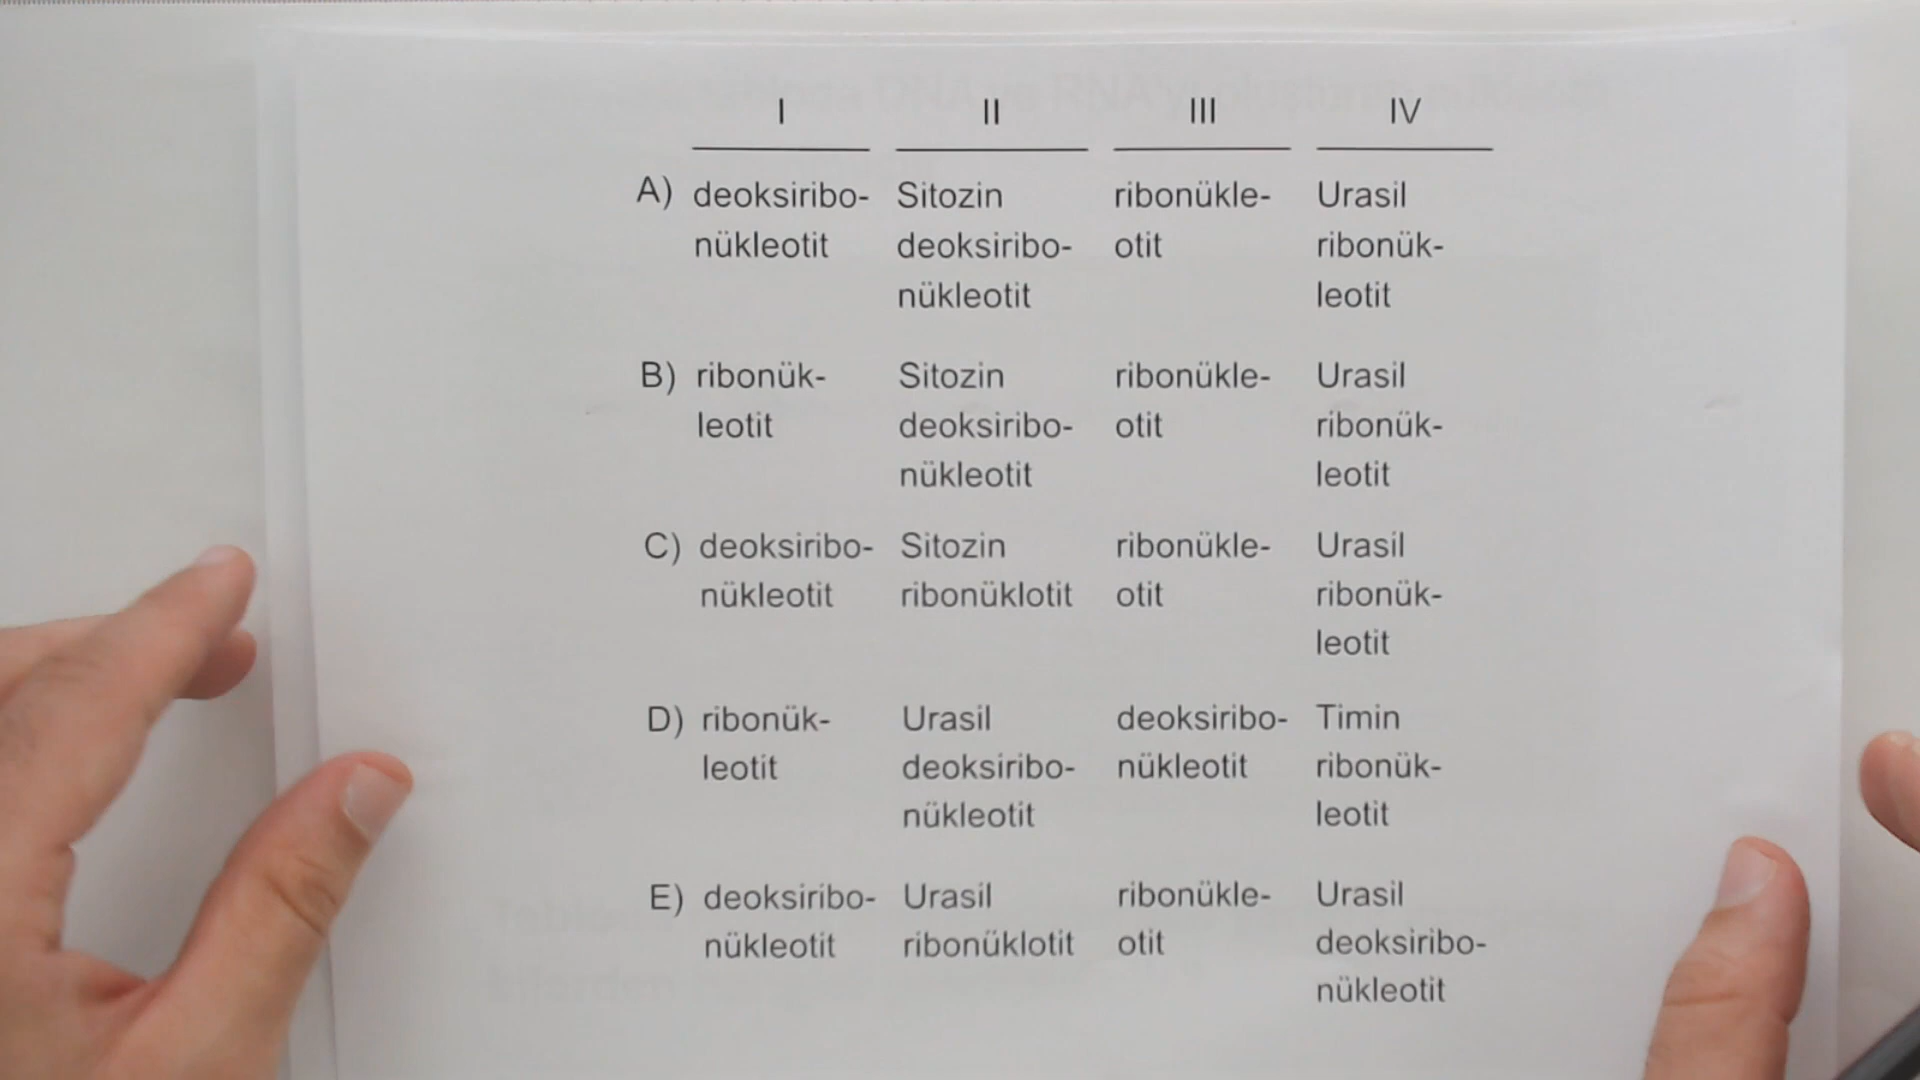 I II III IV
A) deoksiribo- Sitozin ribonükle- Urasil
nükleotit deoksiribo- otit ribonük-
nükleotit leotit
B) ribonük- Sitozin ribonükle- Urasil
leotit deoksiribo- otit ribonük-
nükleotit leotit
C) deoksiribo- Sitozin ribonükle- Urasil
nükleotit ribonüklotit otit ribonük-
leotit
D) ribonük- Urasil deoksiribo- Timin
leotit deoksiribo- nükleotit ribonük-
nükleotit leotit
E) deoksiribo- Urasil ribonükle- Urasil
nükleotit ribonüklotit otit deoksiribo-
nükleotit